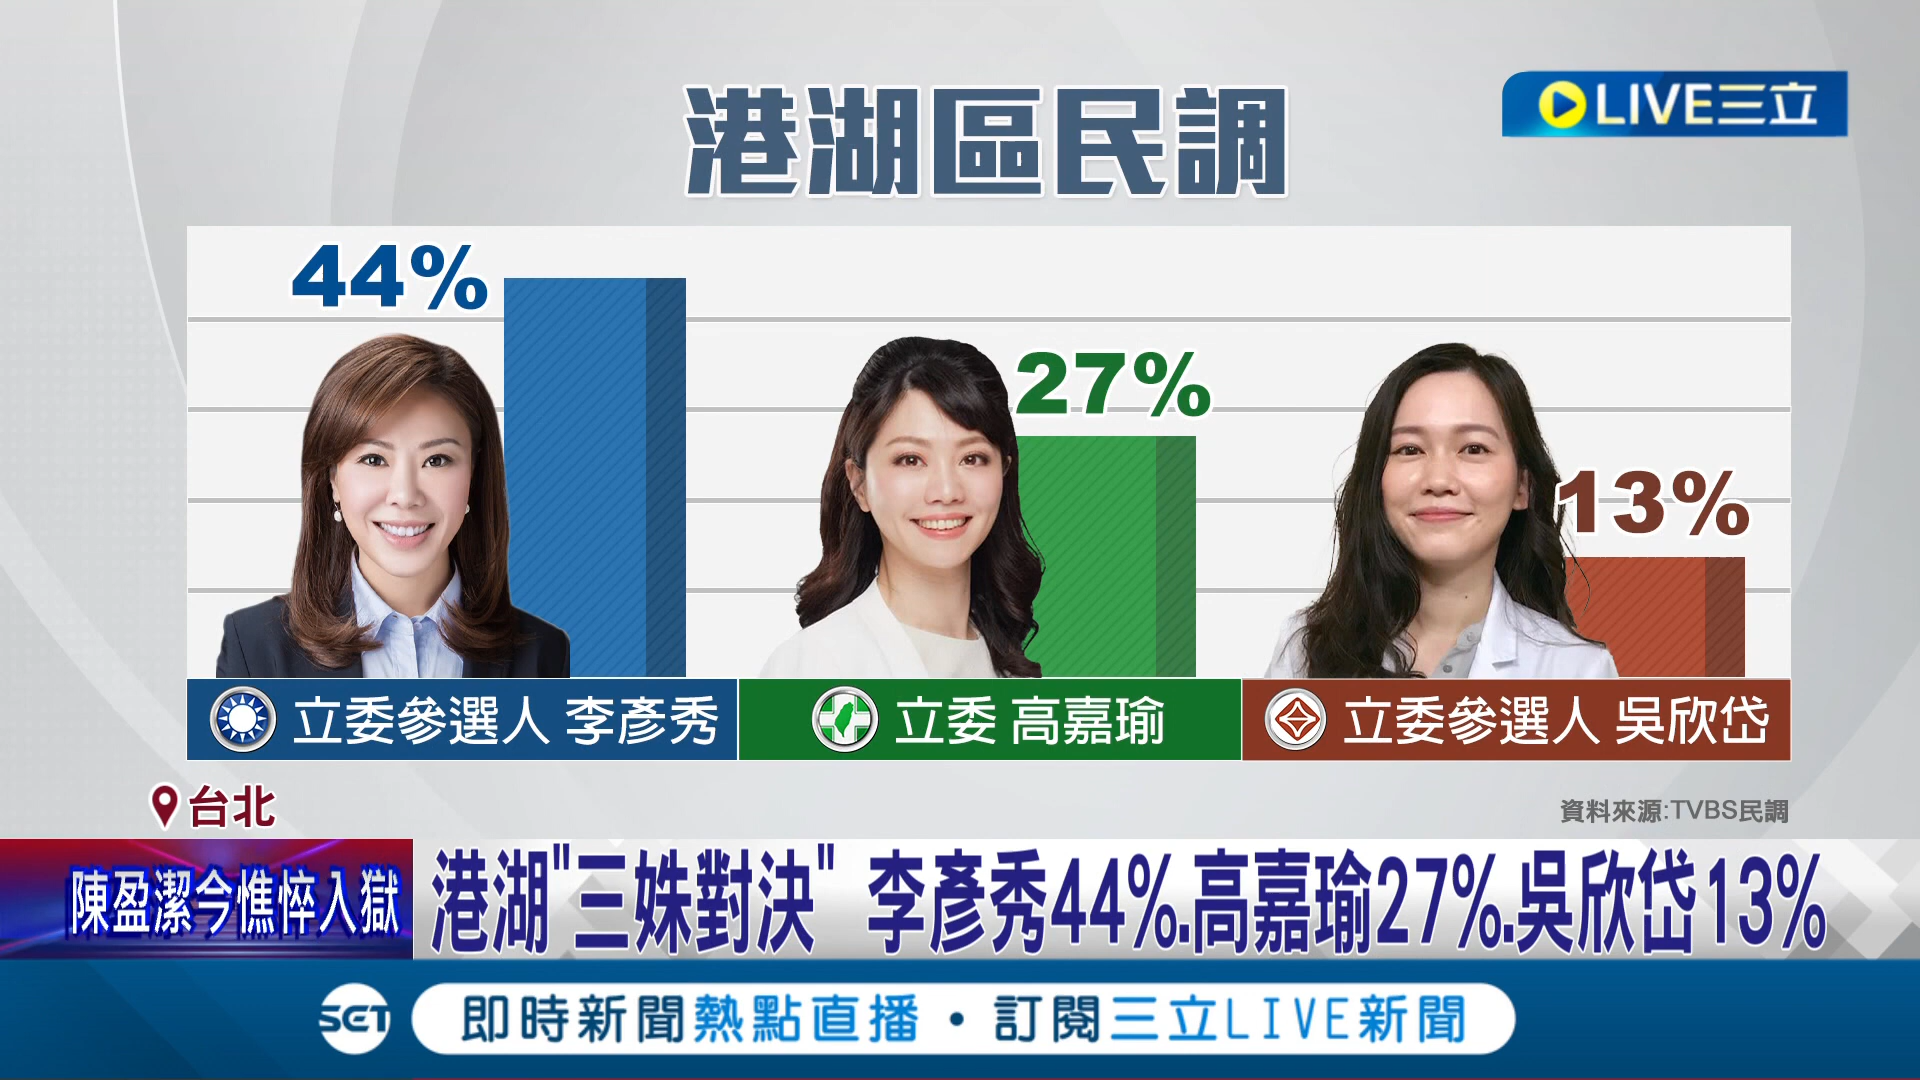 港湖區民調
LIVE三立
44%
27%
13%
立委參選人 李彥秀
立委 高嘉瑜
立委參選人 吳欣岱
台北
資料來源:TVBS民調
陳盈潔今憔悴入獄
港湖"三姝對決" 李彥秀44%.高嘉瑜27%.吳欣岱13%
SET
即時新聞熱點直播・訂閱三立LIVE新聞